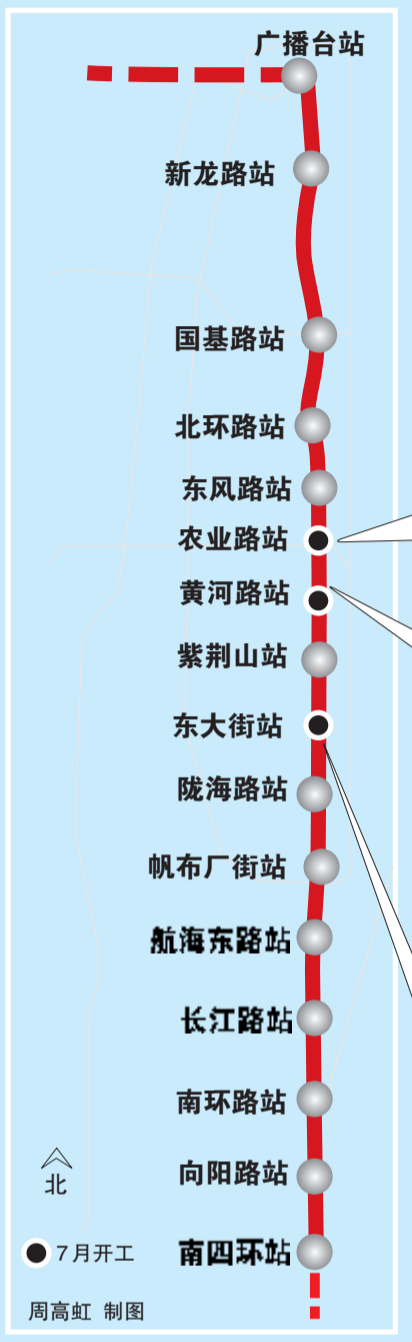 广播台站
新龙路站
国基路站
北环路站
东风路站
农业路站
黄河路站
紫荆山站
东大街站
陇海路站
帆布厂街站
航海东路站
长江路站
南环路站
向阳路站
南四环站
北
7月开工
周高虹 制图